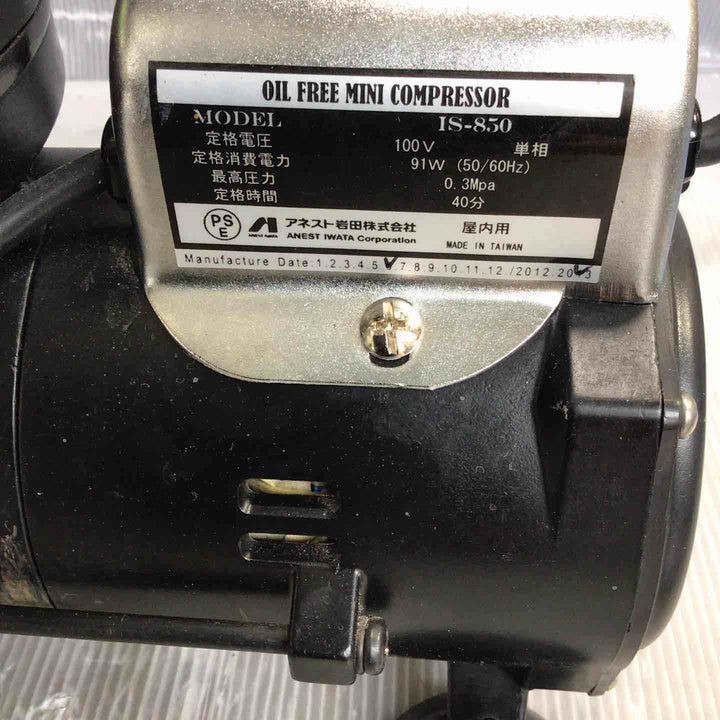 OIL FREE MINI COMPRESSOR
MODEL IS-850
定格電圧 100V 単相
定格消費電力 91W (50/60Hz)
最高圧力 0.3Mpa
定格時間 40分
PS E ANEST IWATA アネスト岩田株式会社 屋内用
ANEST IWATA Corporation MADE IN TAIWAN
Manufacture Date:1.2.3.4.5 .7.8.9.10.11.12./2012.20 3